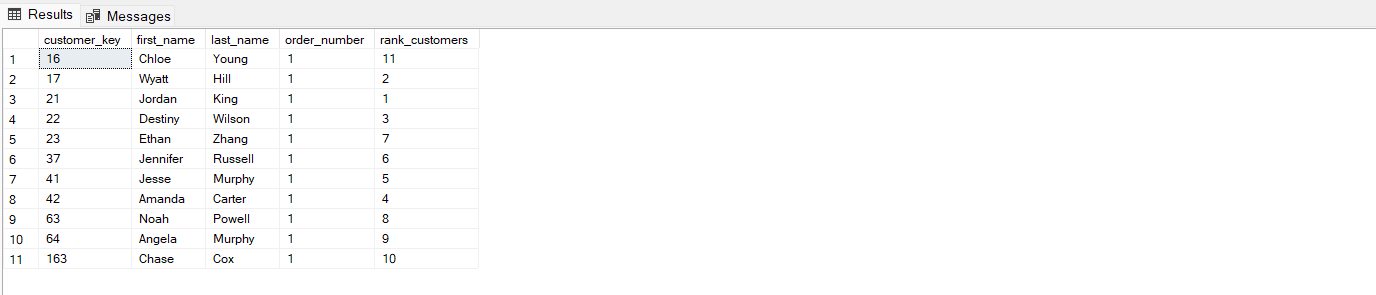 Results Messages
customer_key first_name last_name order_number rank_customers
1 16 Chloe Young 1 11
2 17 Wyatt Hill 1 2
3 21 Jordan King 1 1
4 22 Destiny Wilson 1 3
5 23 Ethan Zhang 1 7
6 37 Jennifer Russell 1 6
7 41 Jesse Murphy 1 5
8 42 Amanda Carter 1 4
9 63 Noah Powell 1 8
10 64 Angela Murphy 1 9
11 163 Chase Cox 1 10